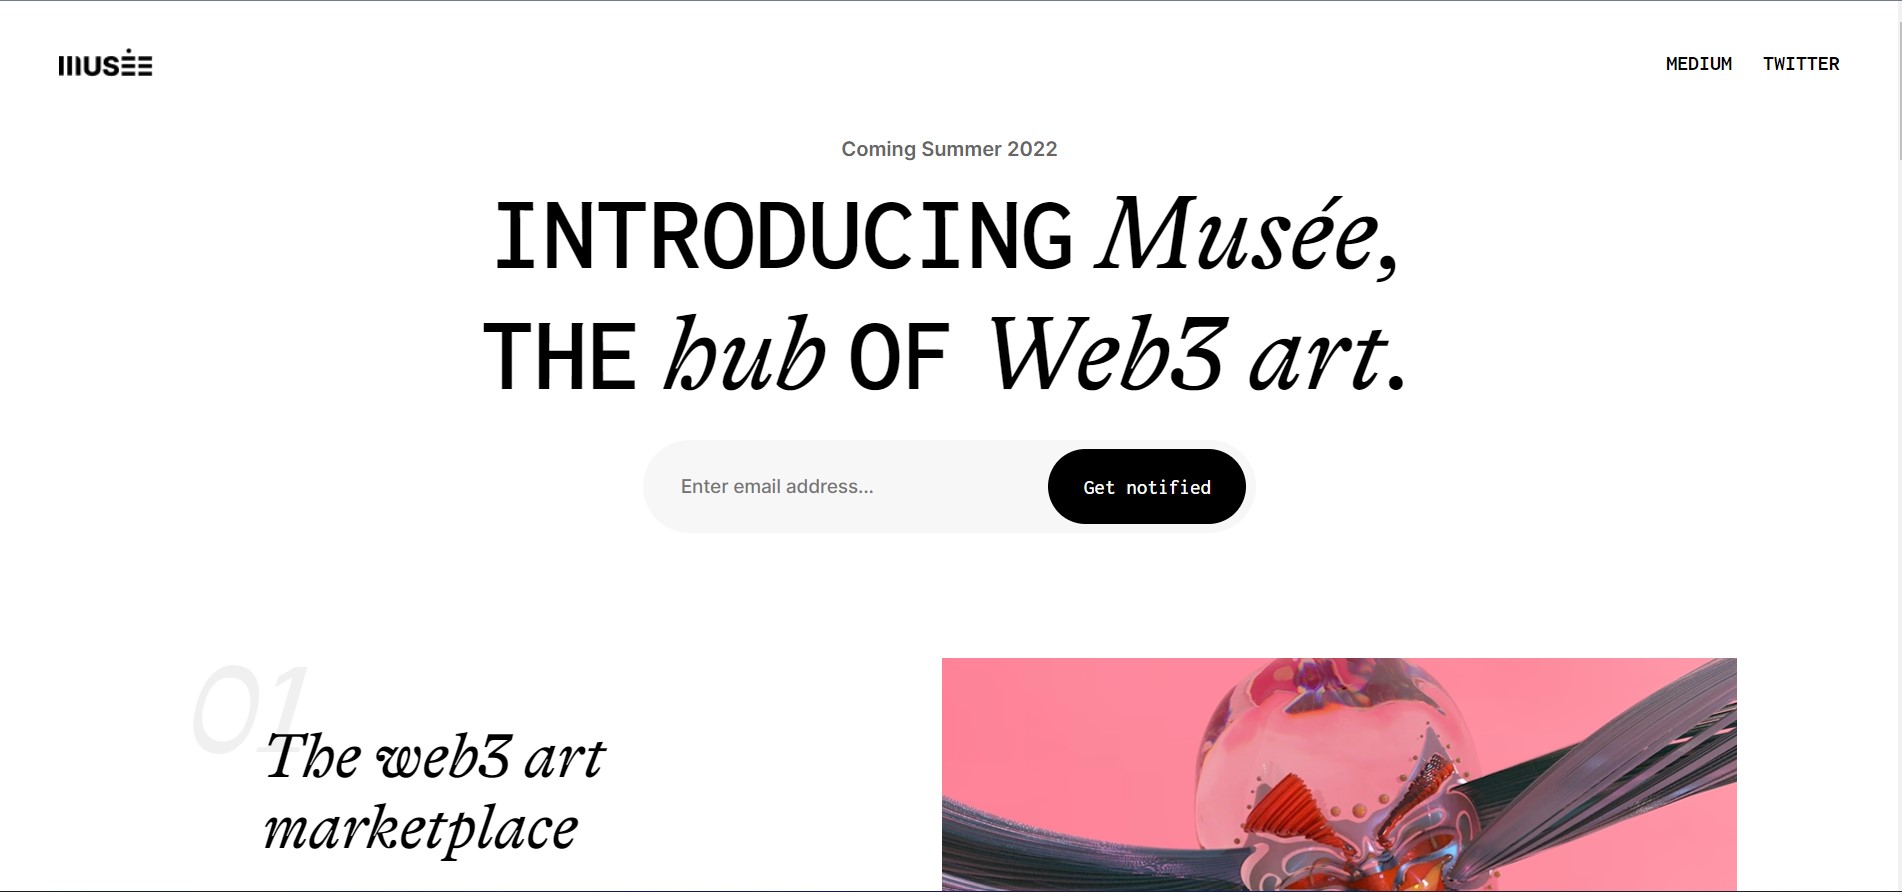 musée
MEDIUM TWITTER
Coming Summer 2022
INTRODUCING Musée,
THE hub OF Web3 art.
Enter email address...
Get notified
01
The web3 art
marketplace